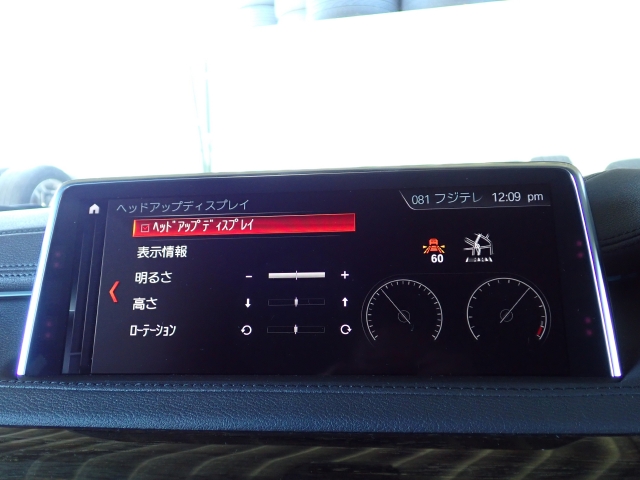 ヘッドアップディスプレイ
081 フジテレ 12:09 pm
ﾍｯﾄﾞｱｯﾌﾟﾃﾞｨｽﾌﾟﾚｲ
表示情報
60
明るさ - +
高さ
ﾛｰﾃｰｼｮﾝ